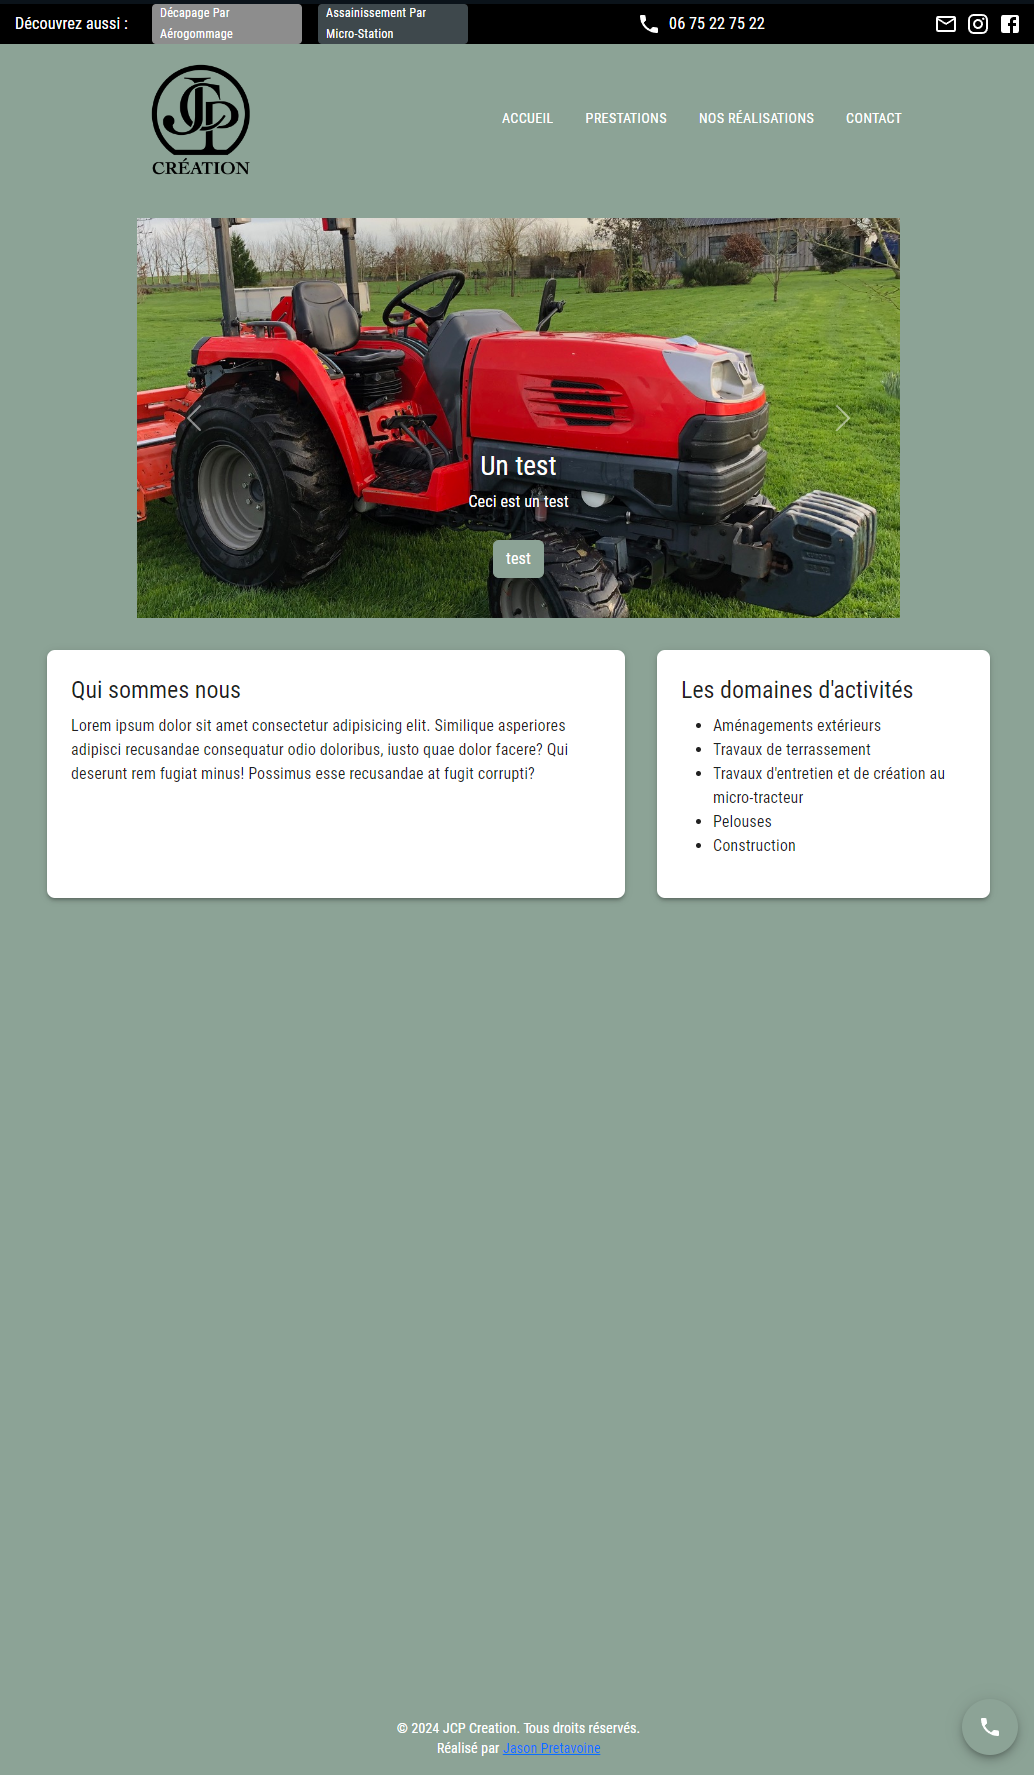 Découvrez aussi :
Décapage Par
Aérogommage
Assainissement Par
Micro-Station
06 75 22 75 22
JCP
CRÉATION
ACCUEIL
PRESTATIONS
NOS RÉALISATIONS
CONTACT
Un test
Ceci est un test
test
Qui sommes nous
Lorem ipsum dolor sit amet consectetur adipisicing elit. Similique asperiores
adipisci recusandae consequatur odio doloribus, iusto quae dolor facere? Qui
deserunt rem fugiat minus! Possimus esse recusandae at fugit corrupti?
Les domaines d'activités
Aménagements extérieurs
Travaux de terrassement
Travaux d'entretien et de création au
micro-tracteur
Pelouses
Construction
© 2024 JCP Creation. Tous droits réservés.
Réalisé par Jason Pretavoine